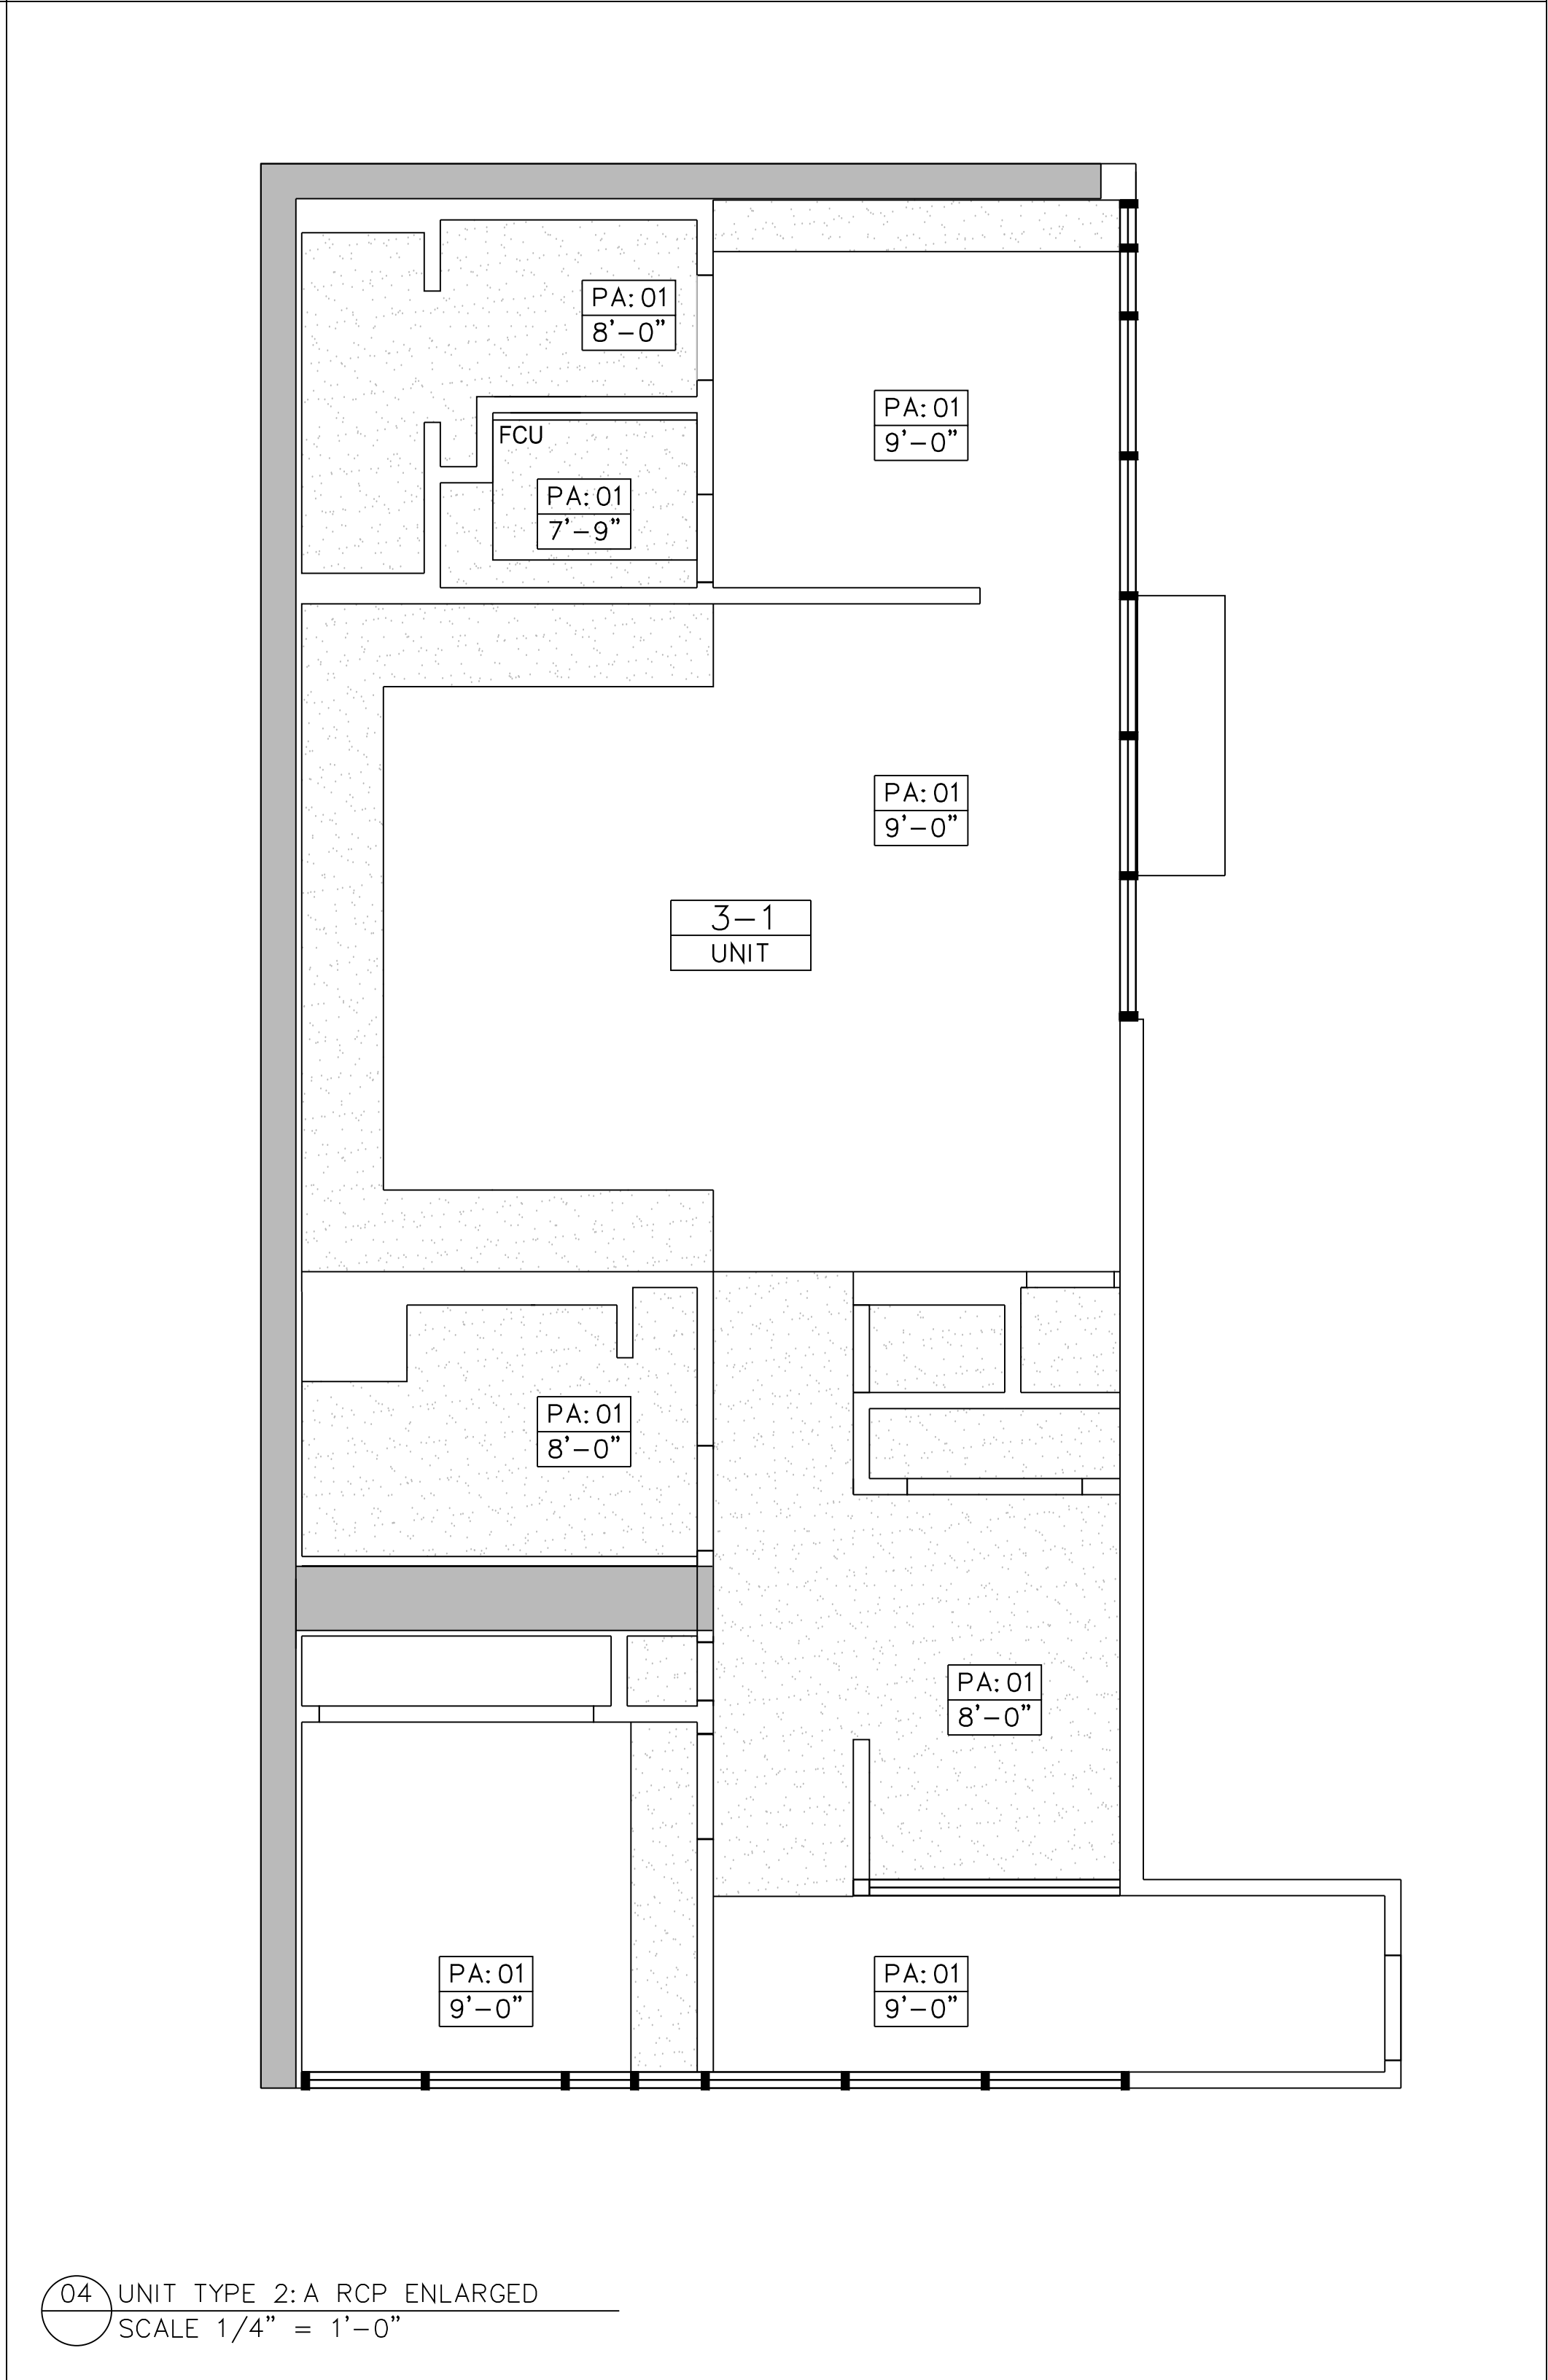 PA:01
8'-0"
PA:01
9'-0"
FCU
PA:01
7'-9"
PA:01
9'-0"
3-1
UNIT
PA:01
8'-0"
PA:01
8'-0"
PA:01
9'-0"
PA:01
9'-0"
04
UNIT TYPE 2:A RCP ENLARGED
SCALE 1/4" = 1'-0"